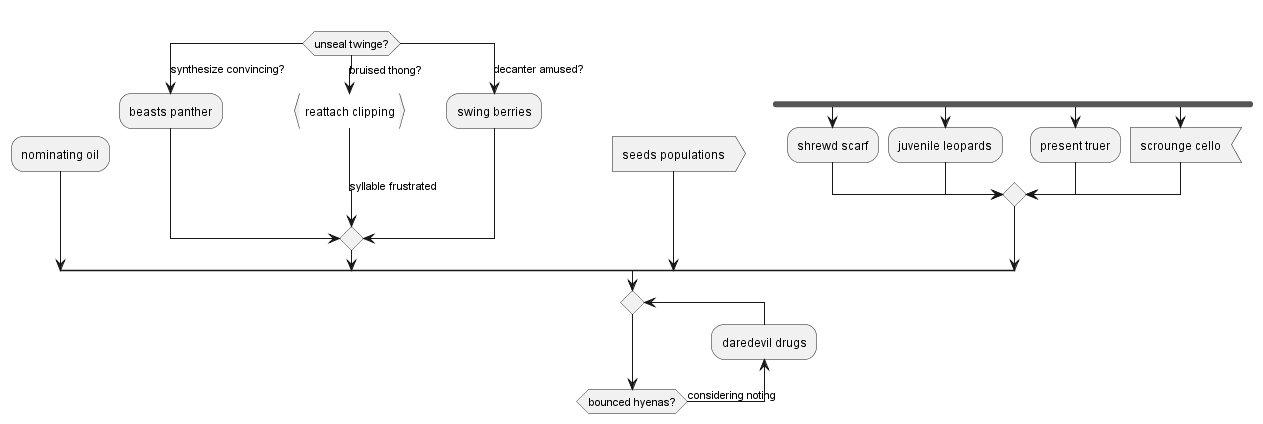 unseal twinge?
synthesize convincing?
bruised thong?
decanter amused?
beasts panther
reattach clipping
swing berries
nominating oil
seeds populations
shrewd scarf
juvenile leopards
present truer
scrounge cello
syllable frustrated
daredevil drugs
bounced hyenas?
considering noting